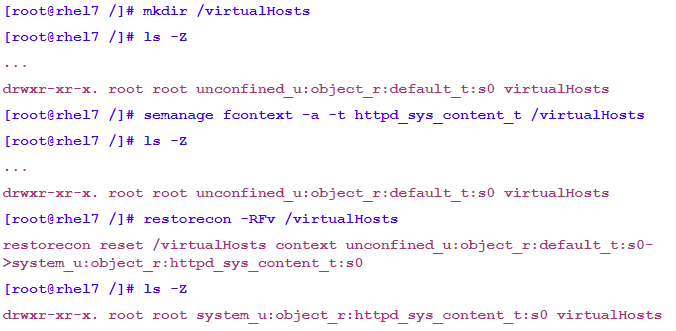 [root@rhel7 /]# mkdir /virtualHosts
[root@rhel7 /]# ls -Z
...
drwxr-xr-x. root root unconfined_u:object_r:default_t:s0 virtualHosts
[root@rhel7 /]# semanage fcontext -a -t httpd_sys_content_t /virtualHosts
[root@rhel7 /]# ls -Z
...
drwxr-xr-x. root root unconfined_u:object_r:default_t:s0 virtualHosts
[root@rhel7 /]# restorecon -RFv /virtualHosts
restorecon reset /virtualHosts context unconfined_u:object_r:default_t:s0-
>system_u:object_r:httpd_sys_content_t:s0
[root@rhel7 /]# ls -Z
drwxr-xr-x. root root system_u:object_r:httpd_sys_content_t:s0 virtualHosts